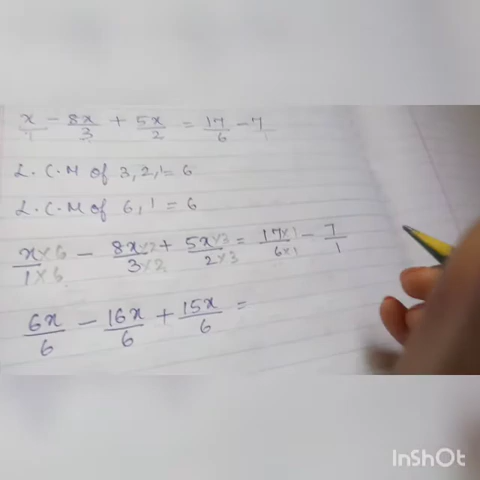 x/1 - 8x/3 + 5x/2 = 17/6 - 7/1
L.C.M of 3, 2, 1 = 6
L.C.M of 6, 1 = 6
x×6/1×6 - 8x×2/3×2 + 5x×3/2×3 = 17×1/6×1 - 7/1
6x/6 - 16x/6 + 15x/6 =
InShOt